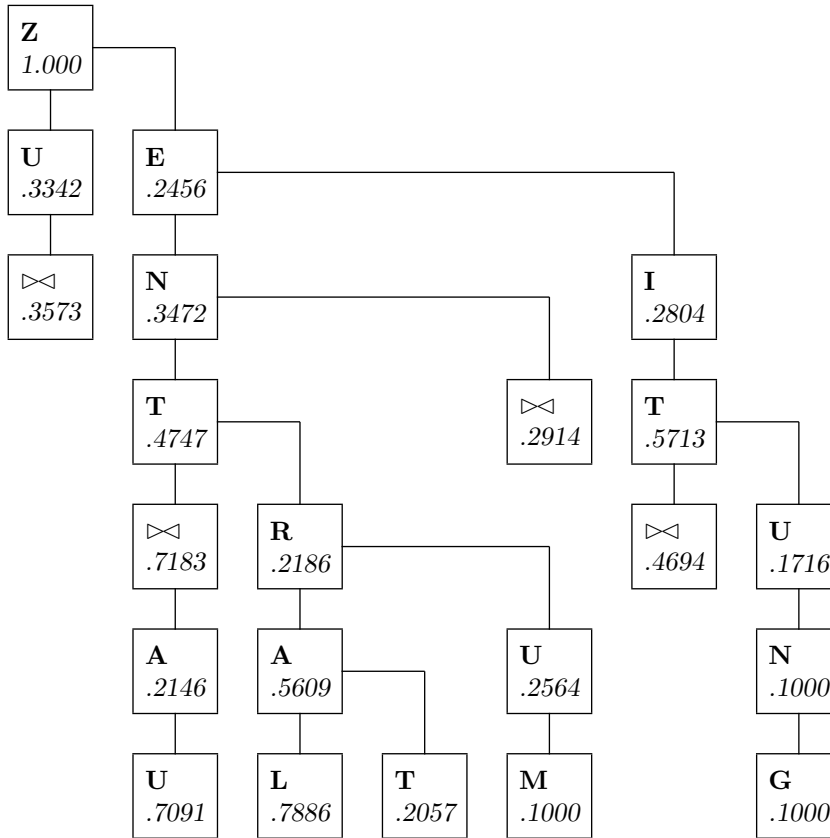 Z
1.000
U
.3342
E
.2456
⋈
.3573
N
.3472
I
.2804
T
.4747
⋈
.2914
T
.5713
⋈
.7183
R
.2186
⋈
.4694
U
.1716
A
.2146
A
.5609
U
.2564
N
.1000
U
.7091
L
.7886
T
.2057
M
.1000
G
.1000